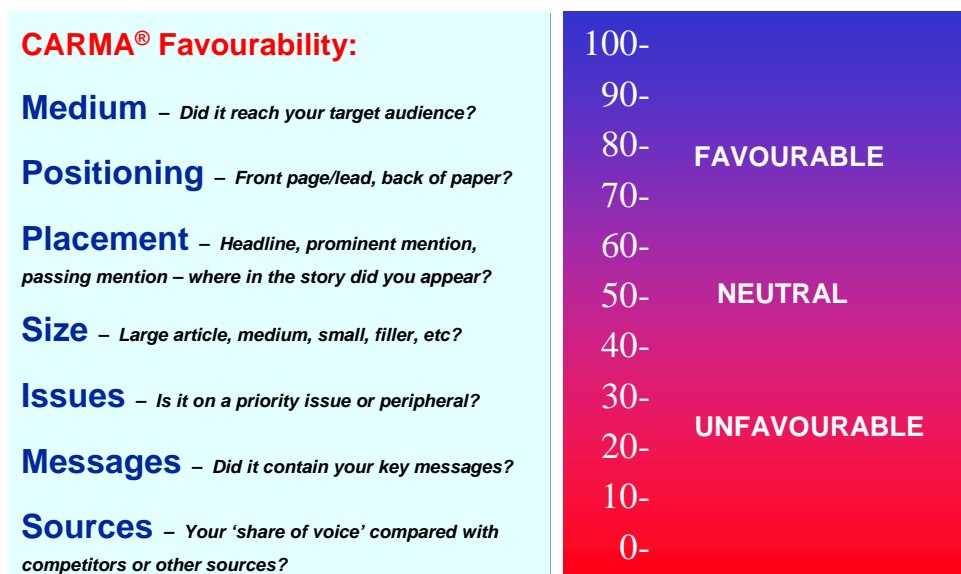 CARMA® Favourability:
Medium – Did it reach your target audience?
Positioning – Front page/lead, back of paper?
Placement – Headline, prominent mention,
passing mention – where in the story did you appear?
Size – Large article, medium, small, filler, etc?
Issues – Is it on a priority issue or peripheral?
Messages – Did it contain your key messages?
Sources – Your ‘share of voice’ compared with
competitors or other sources?
100-
90-
80-
FAVOURABLE
70-
60-
50-
NEUTRAL
40-
30-
UNFAVOURABLE
20-
10-
0-